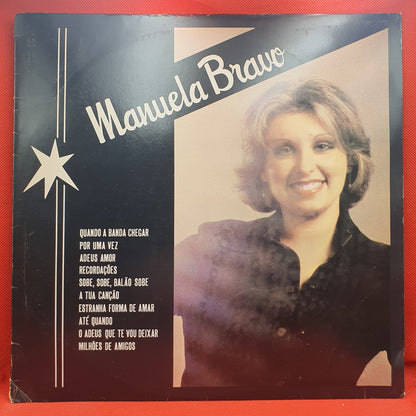 Manuela Bravo
QUANDO A BANDA CHEGAR
POR UMA VEZ
ADEUS AMOR
RECORDAÇÕES
SOBE, SOBE, BALÃO SOBE
A TUA CANÇÃO
ESTRANHA FORMA DE AMAR
ATÉ QUANDO
O ADEUS QUE TE VOU DEIXAR
MILHÕES DE AMIGOS